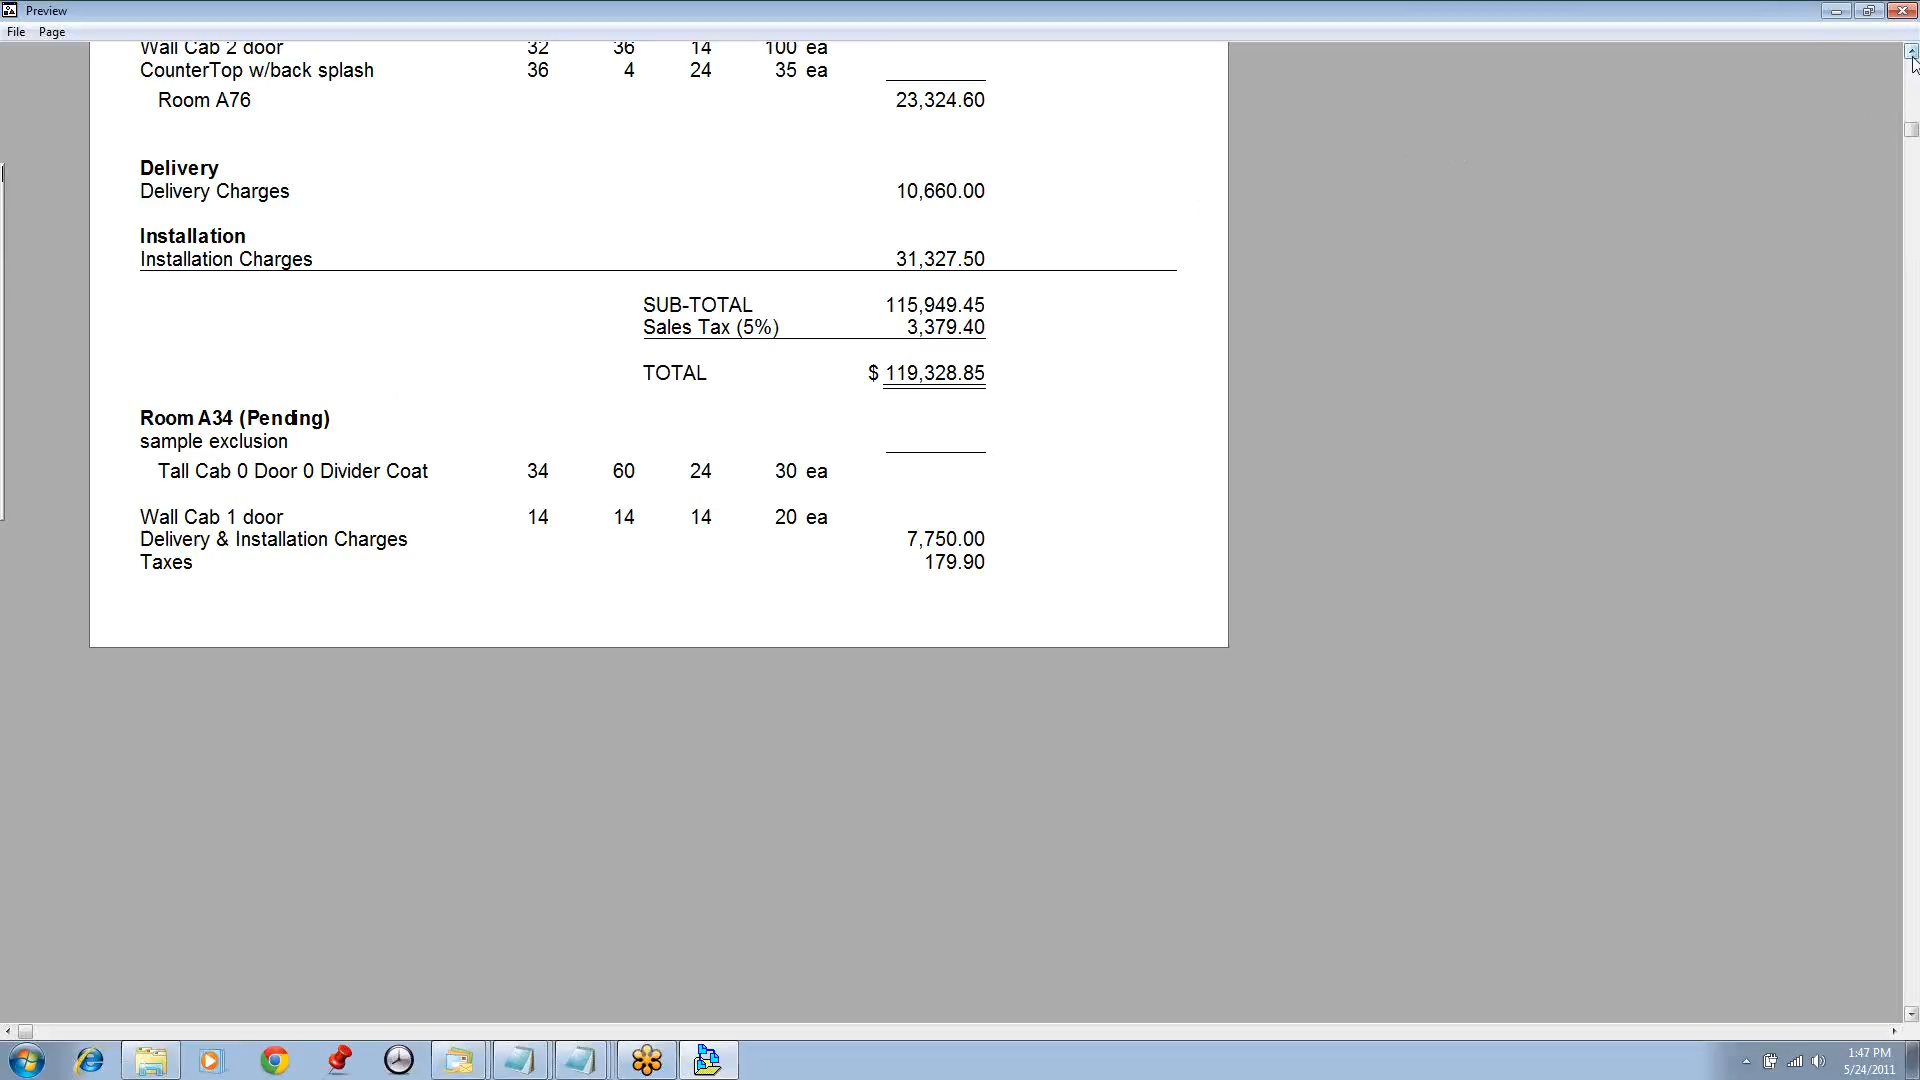 Preview
File Page
Wall Cab 2 door 32 36 14 100 ea
CounterTop w/back splash 36 4 24 35 ea
Room A76 23,324.60
Delivery
Delivery Charges 10,660.00
Installation
Installation Charges 31,327.50
SUB-TOTAL 115,949.45
Sales Tax (5%) 3,379.40
TOTAL $ 119,328.85
Room A34 (Pending)
sample exclusion
Tall Cab 0 Door 0 Divider Coat 34 60 24 30 ea
Wall Cab 1 door 14 14 14 20 ea
Delivery & Installation Charges 7,750.00
Taxes 179.90
1:47 PM
5/24/2011